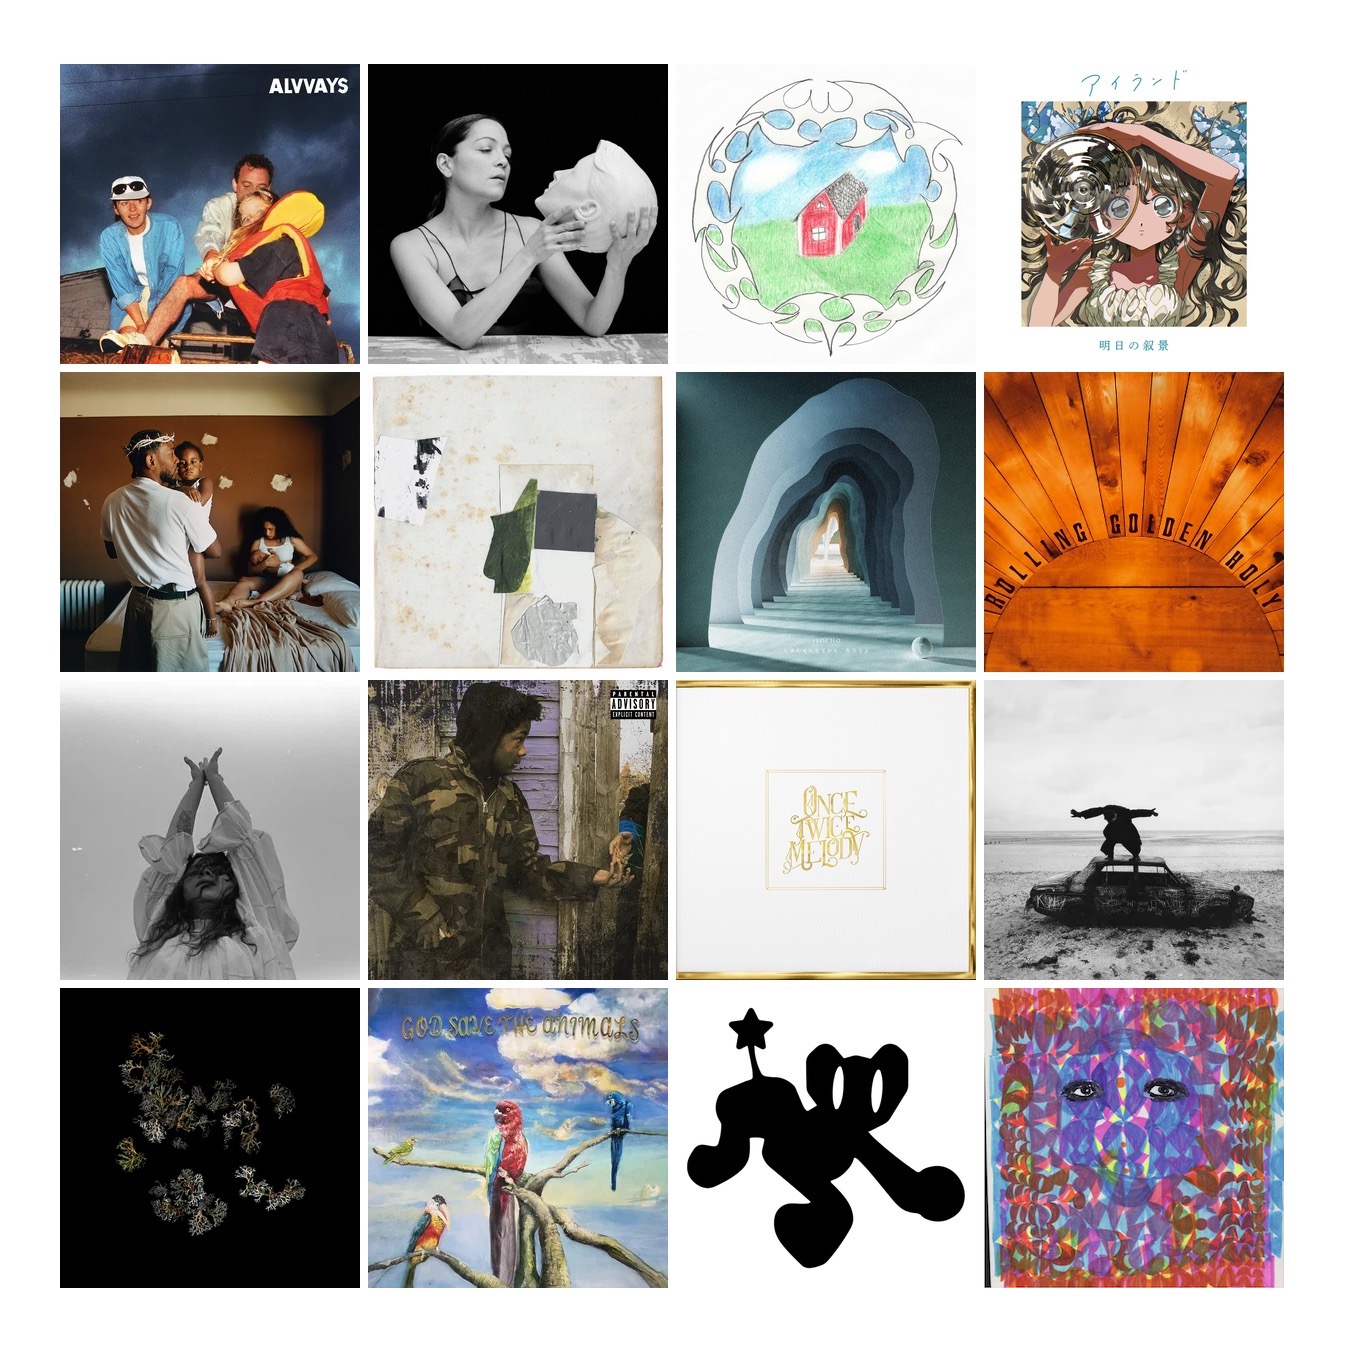 ALVVAYS
アイランド
明日の叙景
ROLLING GOLDEN HOLY
PARENTAL
ADVISORY
EXPLICIT CONTENT
ONCE
TWICE
MELODY
GOD SAVE THE ANIMALS